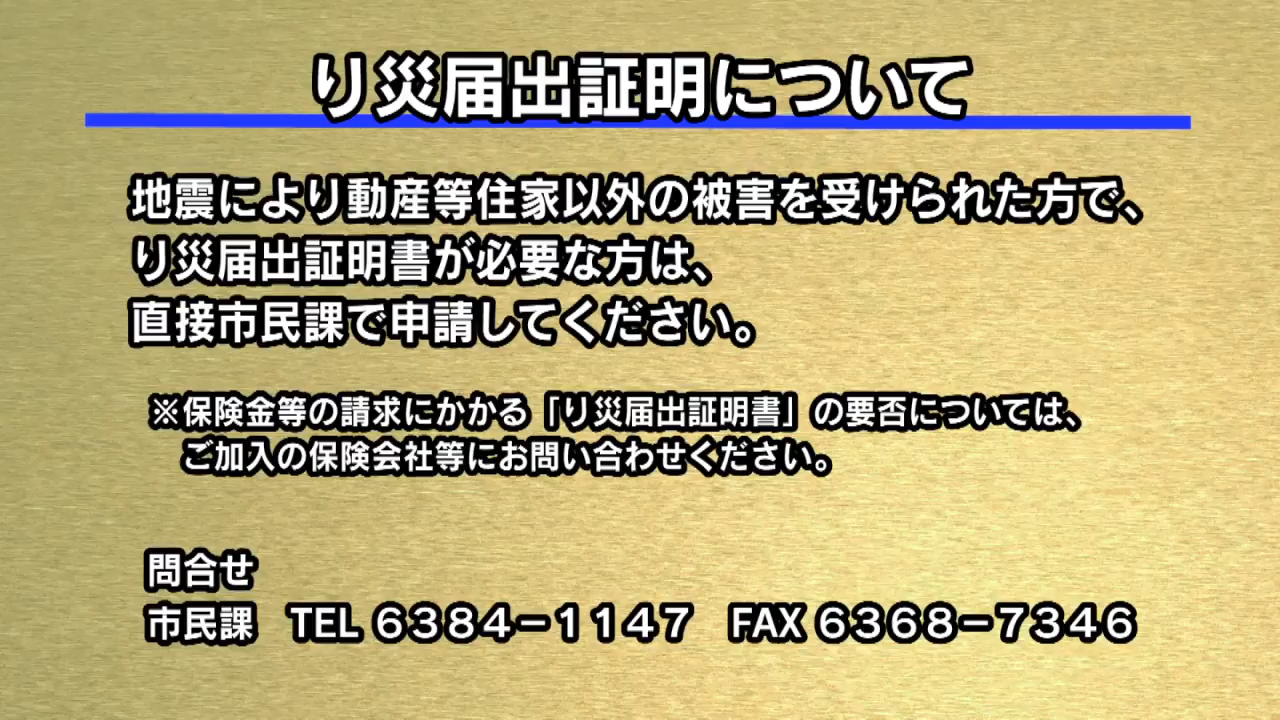 り災届出証明について
地震により動産等住家以外の被害を受けられた方で、
り災届出証明書が必要な方は、
直接市民課で申請してください。
※保険金等の請求にかかる「り災届出証明書」の要否については、
ご加入の保険会社等にお問い合わせください。
問合せ
市民課　TEL ６３８４－１１４７　FAX ６３６８－７３４６